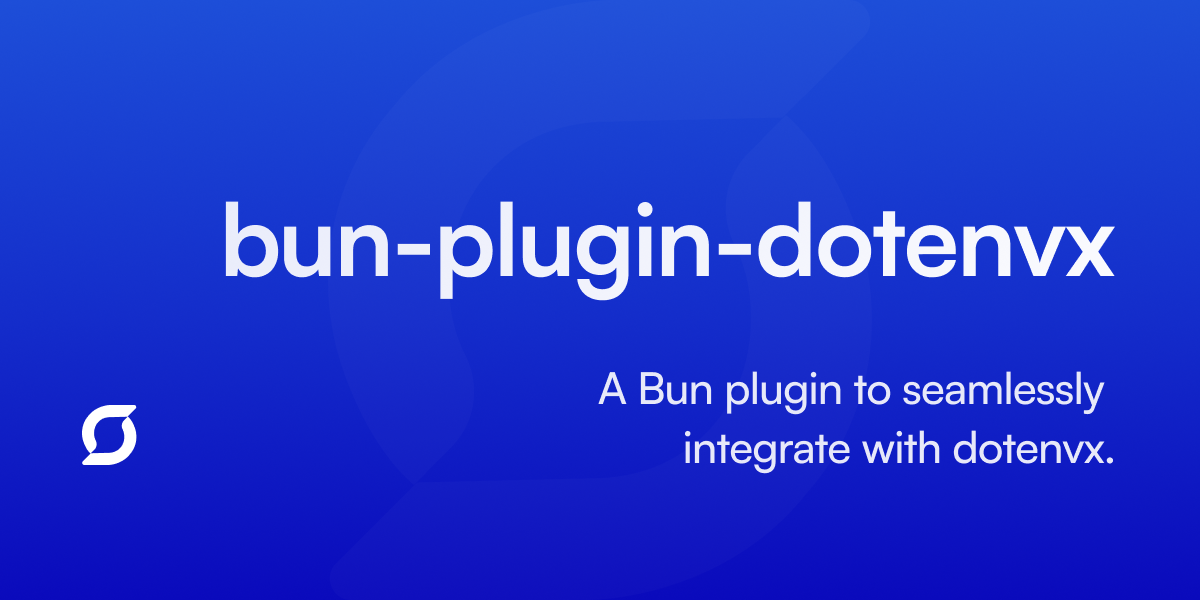 bun-plugin-dotenvx
A Bun plugin to seamlessly
integrate with dotenvx.